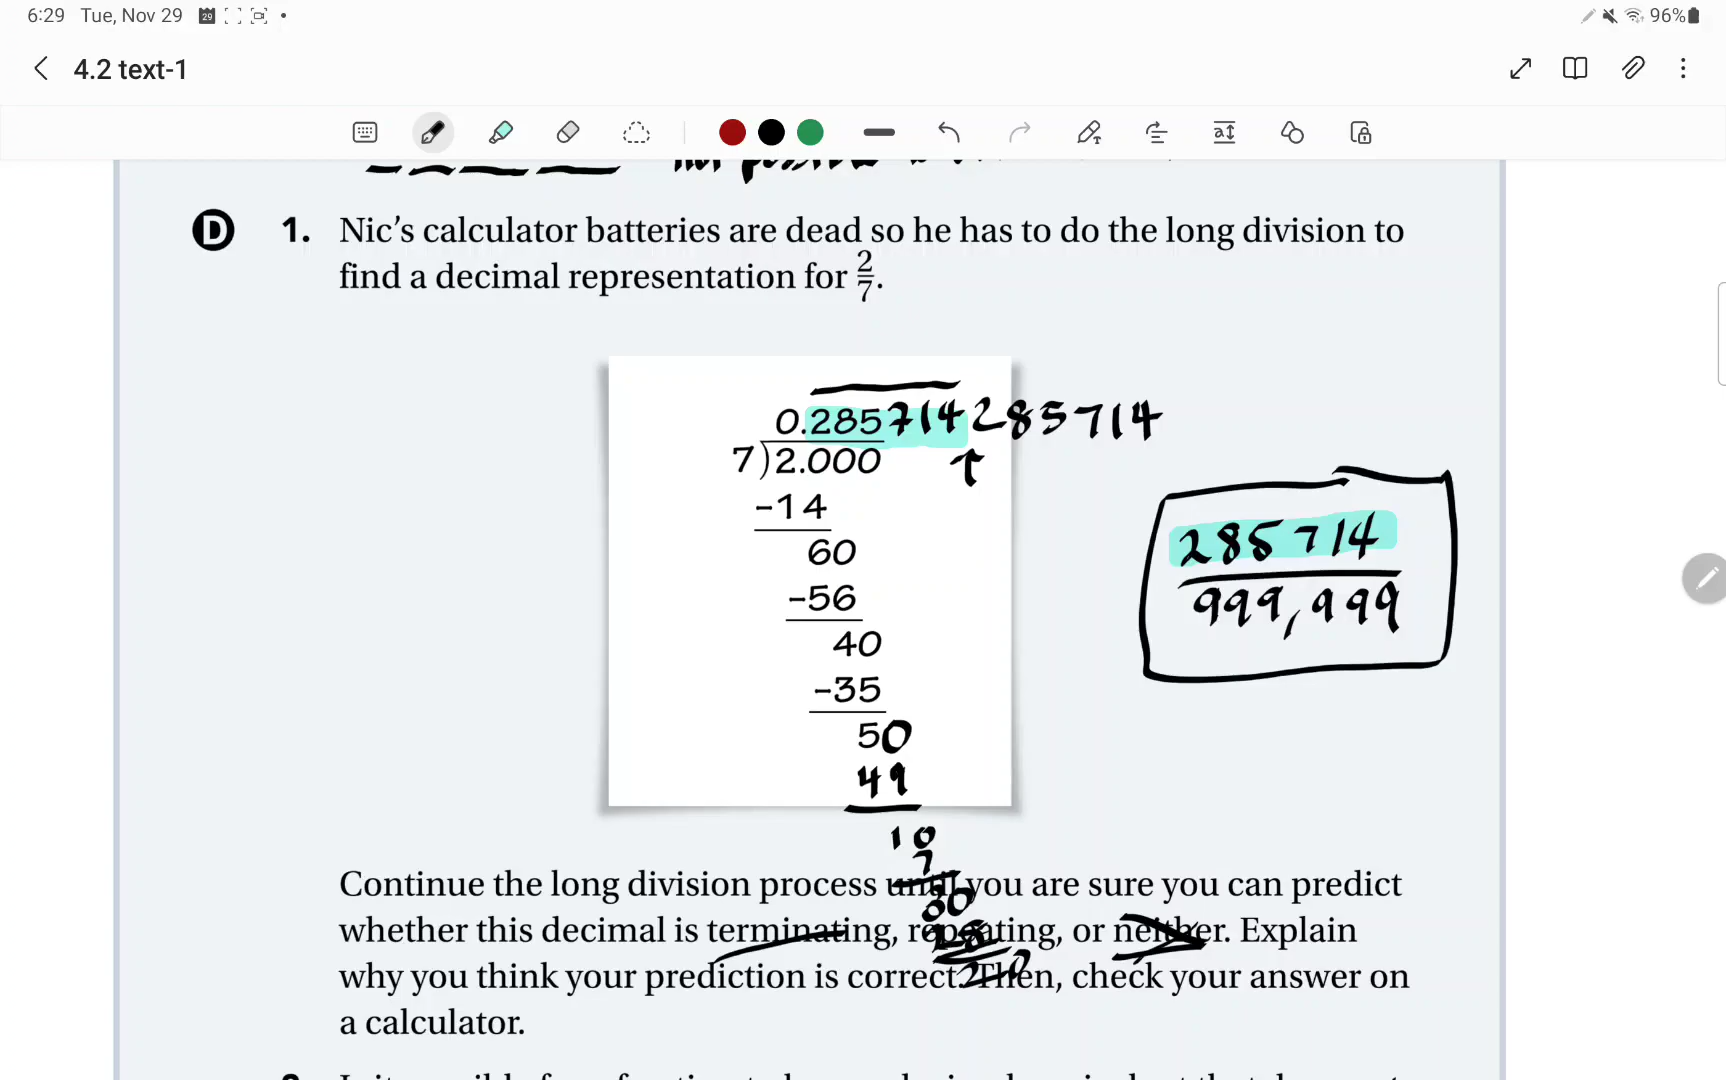 6:29 Tue, Nov 29 29 96%
4.2 text-1
D 1. Nic's calculator batteries are dead so he has to do the long division to
find a decimal representation for 2/7.
0.285714285714
7)2.000
-14
60
-56
40
-35
50
49
10
7
30
28
20
285714
999,999
Continue the long division process until you are sure you can predict
whether this decimal is terminating, repeating, or neither. Explain
why you think your prediction is correct. Then, check your answer on
a calculator.